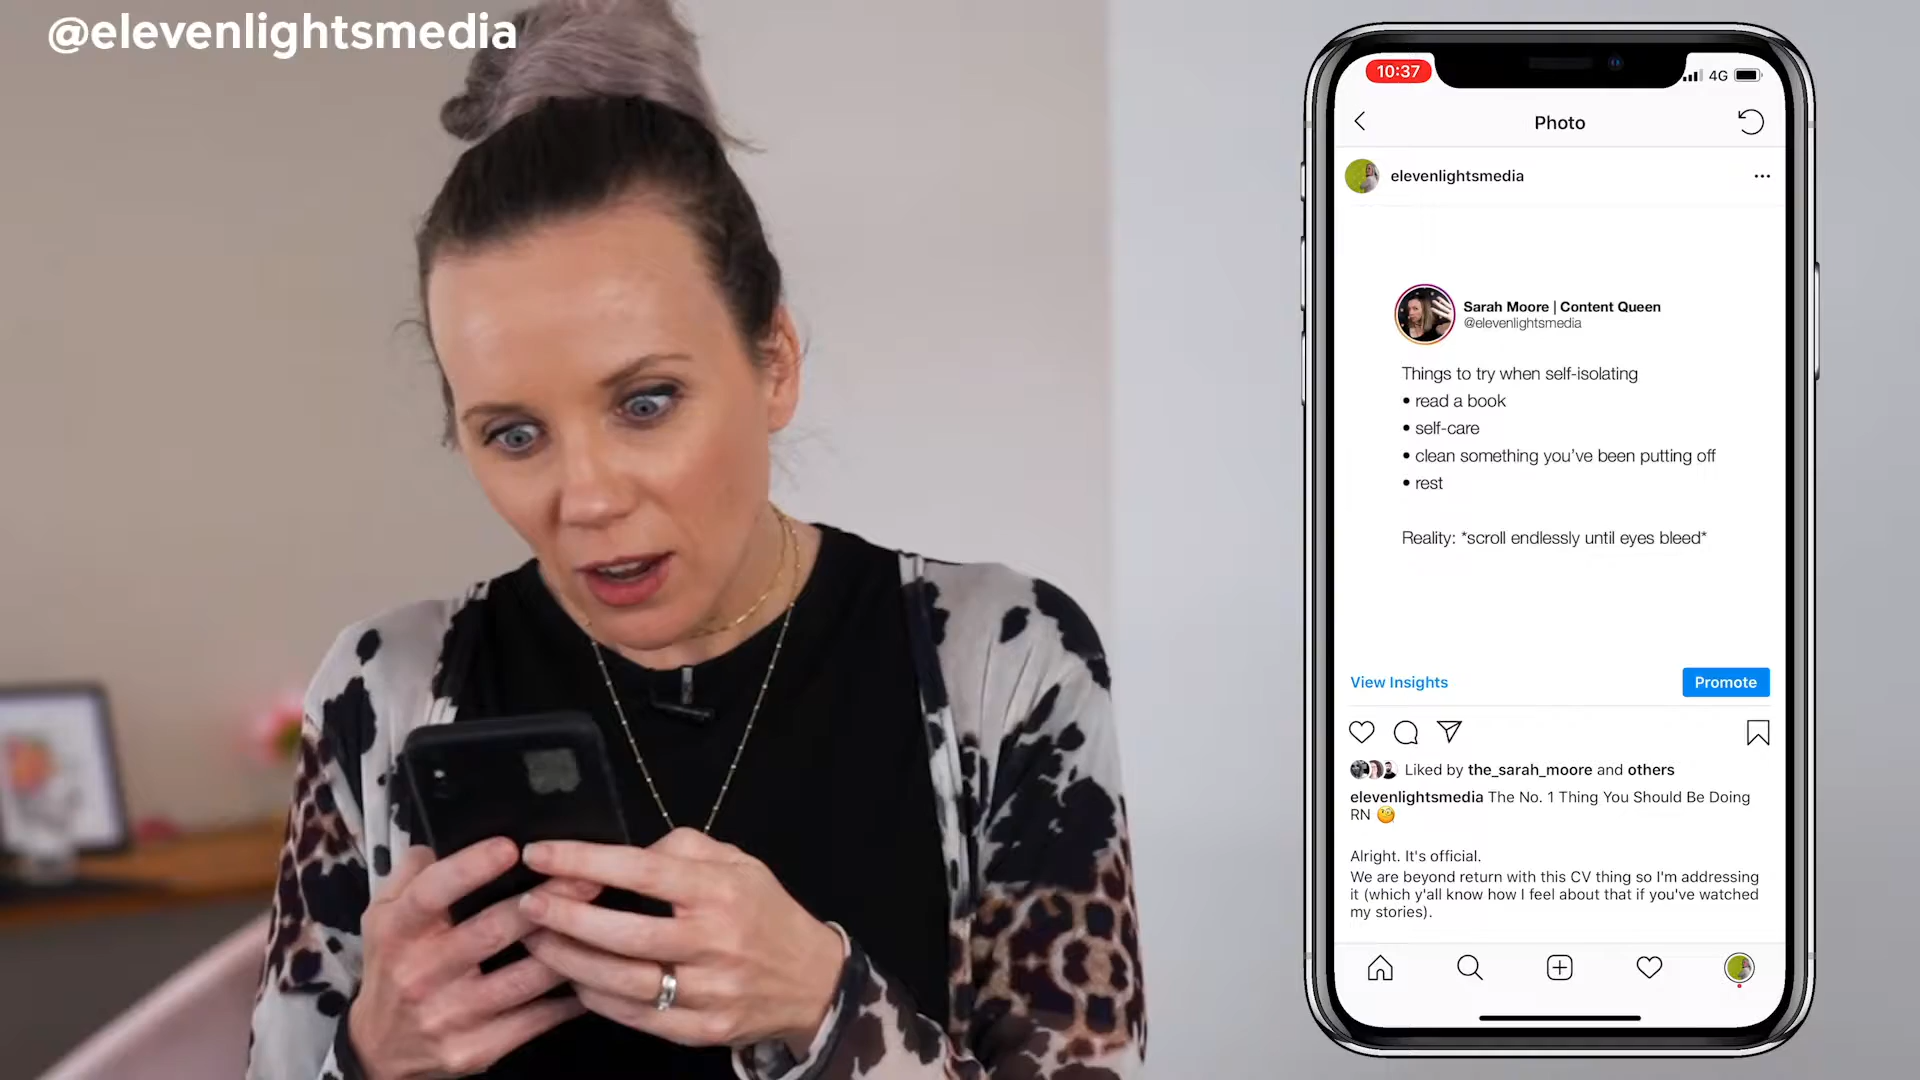 @elevenlightsmedia
10:37
4G
Photo
elevenlightsmedia
Sarah Moore | Content Queen
@elevenlightsmedia
Things to try when self-isolating
• read a book
• self-care
• clean something you've been putting off
• rest
Reality: *scroll endlessly until eyes bleed*
View Insights
Promote
Liked by the_sarah_moore and others
elevenlightsmedia The No. 1 Thing You Should Be Doing
RN 🧐
Alright. It's official.
We are beyond return with this CV thing so I'm addressing
it (which y'all know how I feel about that if you've watched
my stories).